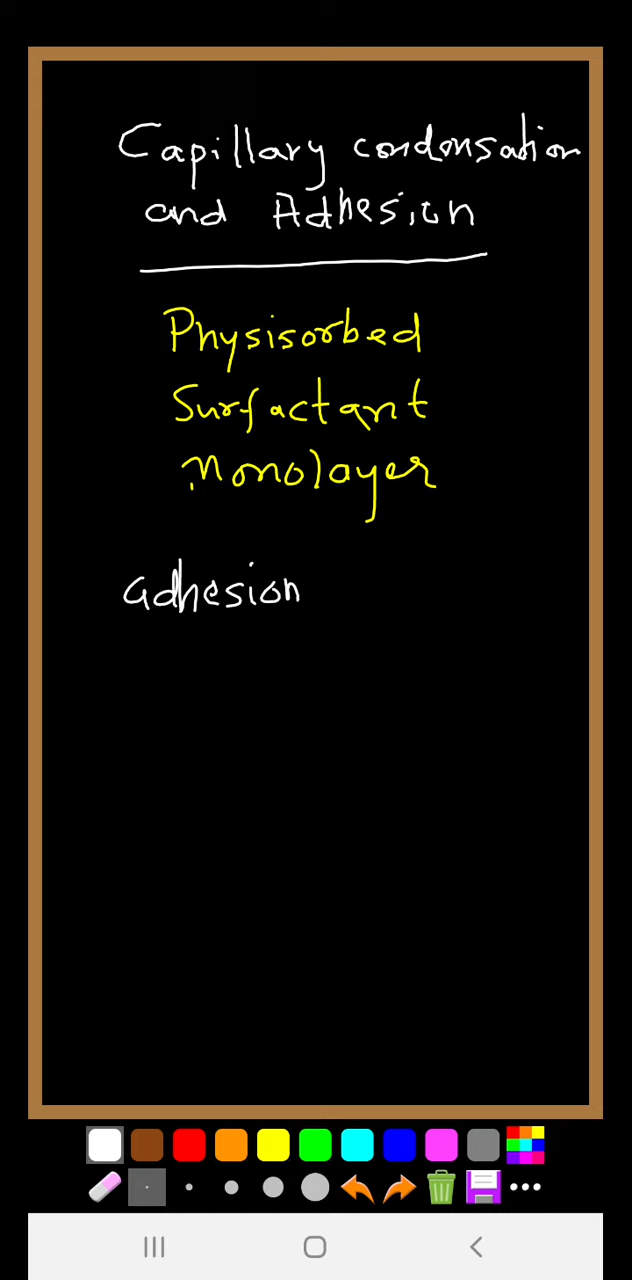 Capillary condensation
and Adhesion
Physisorbed
Surfactant
Monolayer
adhesion